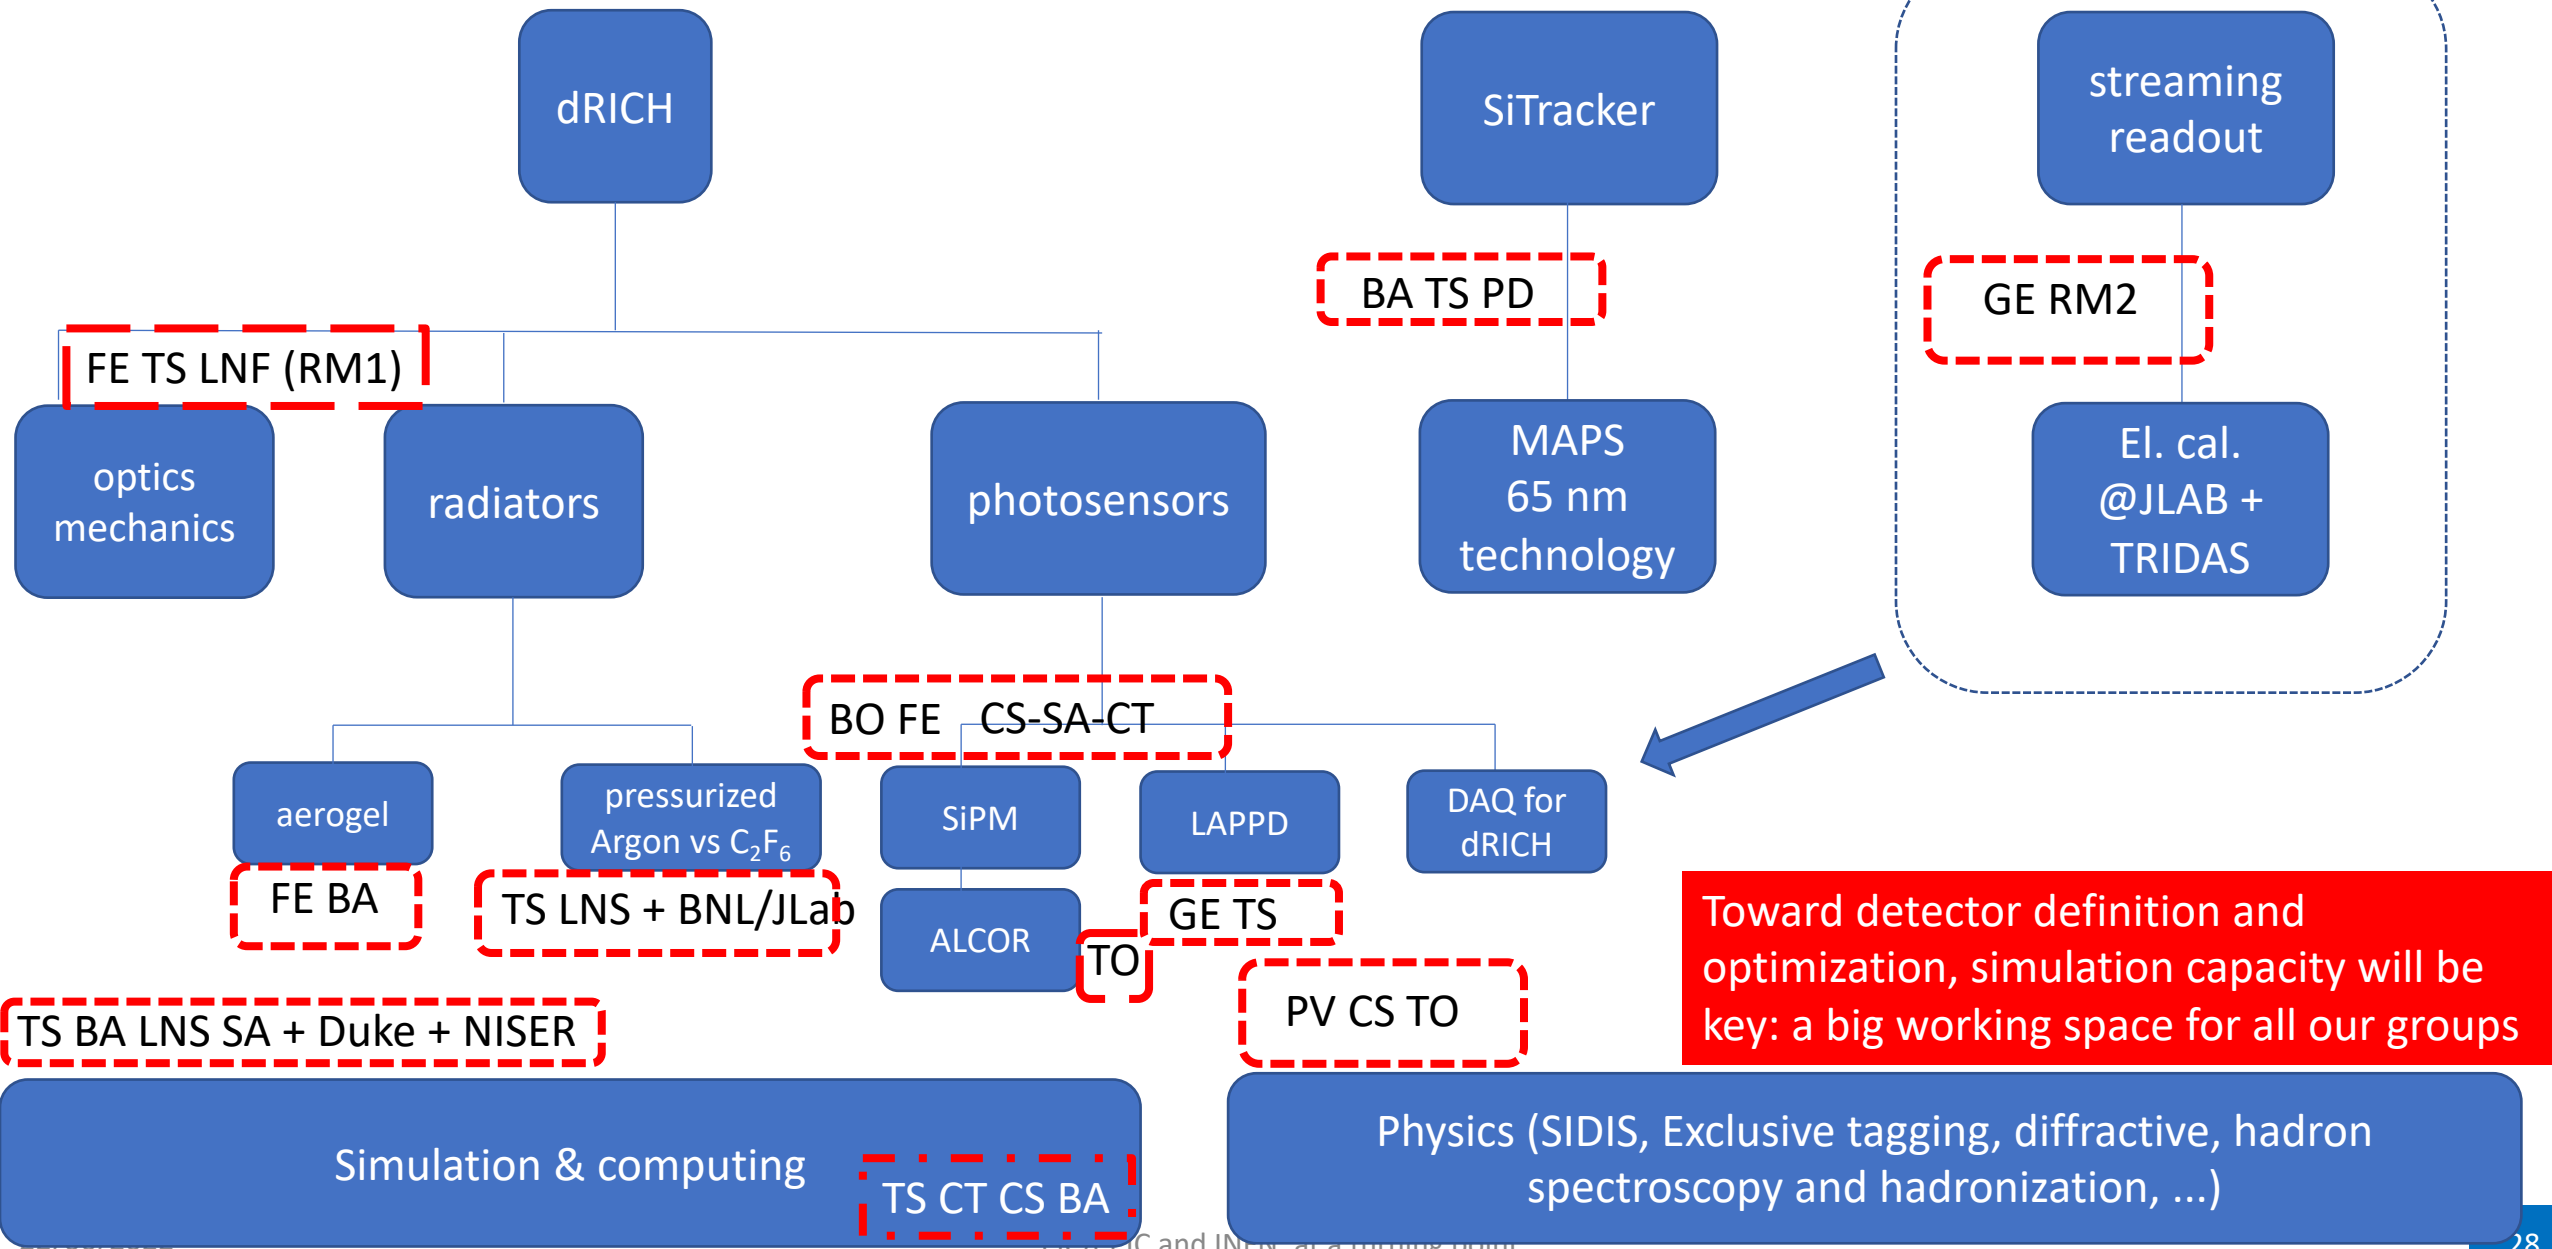 dRICH
SiTracker
streaming
readout
BA TS PD
GE RM2
FE TS LNF (RM1)
optics
mechanics
radiators
photosensors
MAPS
65 nm
technology
El. cal.
@JLAB +
TRIDAS
BO FE CS-SA-CT
aerogel
pressurized
Argon vs C₂F₆
SiPM
LAPPD
DAQ for
dRICH
FE BA
TS LNS + BNL/JLab
ALCOR
TO
GE TS
PV CS TO
Toward detector definition and
optimization, simulation capacity will be
key: a big working space for all our groups
TS BA LNS SA + Duke + NISER
Simulation & computing
TS CT CS BA
Physics (SIDIS, Exclusive tagging, diffractive, hadron
spectroscopy and hadronization, ...)
and
28